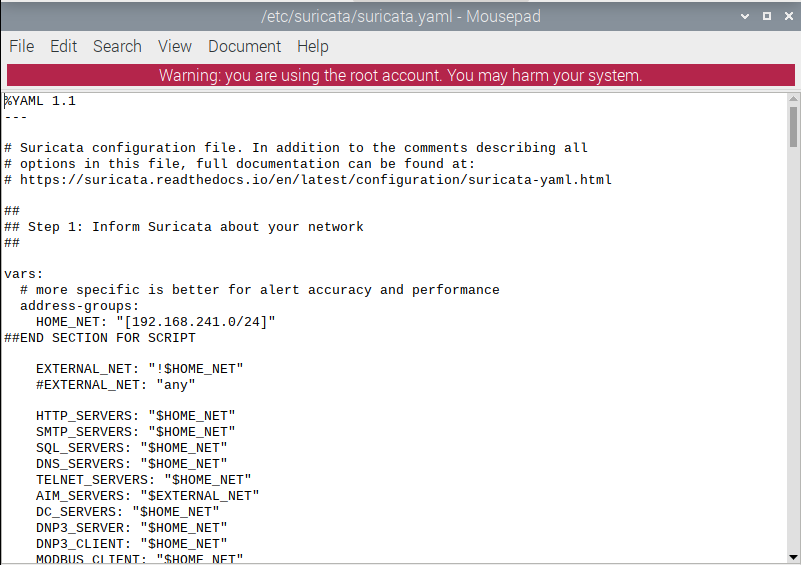 /etc/suricata/suricata.yaml - Mousepad
File Edit Search View Document Help
Warning: you are using the root account. You may harm your system.
%YAML 1.1
---
# Suricata configuration file. In addition to the comments describing all
# options in this file, full documentation can be found at:
# https://suricata.readthedocs.io/en/latest/configuration/suricata-yaml.html
##
## Step 1: Inform Suricata about your network
##
vars:
  # more specific is better for alert accuracy and performance
  address-groups:
    HOME_NET: "[192.168.241.0/24]"
##END SECTION FOR SCRIPT
    EXTERNAL_NET: "!$HOME_NET"
    #EXTERNAL_NET: "any"
    HTTP_SERVERS: "$HOME_NET"
    SMTP_SERVERS: "$HOME_NET"
    SQL_SERVERS: "$HOME_NET"
    DNS_SERVERS: "$HOME_NET"
    TELNET_SERVERS: "$HOME_NET"
    AIM_SERVERS: "$EXTERNAL_NET"
    DC_SERVERS: "$HOME_NET"
    DNP3_SERVER: "$HOME_NET"
    DNP3_CLIENT: "$HOME_NET"
    MODBUS_CLIENT: "$HOME_NET"